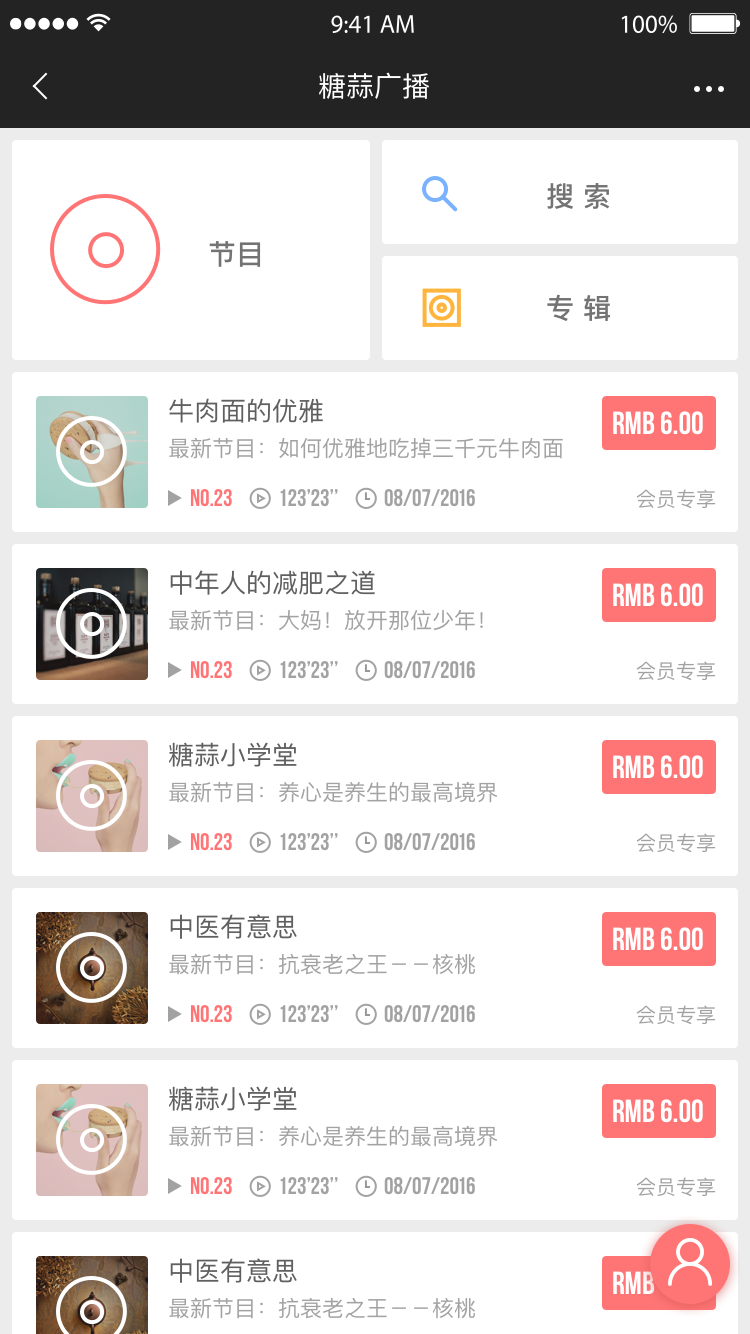 9:41 AM
100%
糖蒜广播
节目
搜 索
专 辑
牛肉面的优雅
RMB 6.00
最新节目：如何优雅地吃掉三千元牛肉面
NO.23 123’23” 08/07/2016
会员专享
中年人的减肥之道
RMB 6.00
最新节目：大妈！放开那位少年！
NO.23 123’23” 08/07/2016
会员专享
糖蒜小学堂
RMB 6.00
最新节目：养心是养生的最高境界
NO.23 123’23” 08/07/2016
会员专享
中医有意思
RMB 6.00
最新节目：抗衰老之王－－核桃
NO.23 123’23” 08/07/2016
会员专享
糖蒜小学堂
RMB 6.00
最新节目：养心是养生的最高境界
NO.23 123’23” 08/07/2016
会员专享
中医有意思
RMB
最新节目：抗衰老之王－－核桃